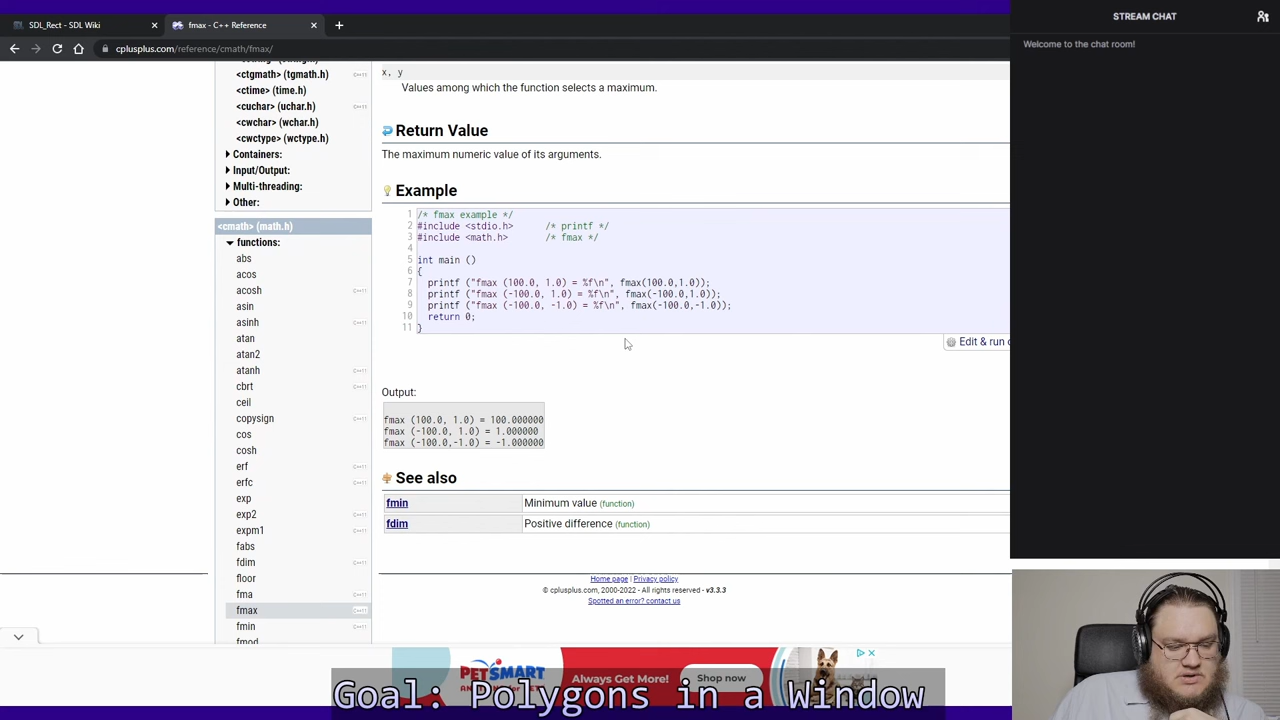 SDL_Rect - SDL Wiki
fmax - C++ Reference
cplusplus.com/reference/cmath/fmax/
<ctgmath> (tgmath.h)
<ctime> (time.h)
<cuchar> (uchar.h)
<cwchar> (wchar.h)
<cwctype> (wctype.h)
Containers:
Input/Output:
Multi-threading:
Other:
<cmath> (math.h)
functions:
abs
acos
acosh
asin
asinh
atan
atan2
atanh
cbrt
ceil
copysign
cos
cosh
erf
erfc
exp
exp2
expm1
fabs
fdim
floor
fma
fmax
fmin
fmod
x, y
Values among which the function selects a maximum.
Return Value
The maximum numeric value of its arguments.
Example
1 /* fmax example */
2 #include <stdio.h> /* printf */
3 #include <math.h> /* fmax */
4
5 int main ()
6 {
7 printf ("fmax (100.0, 1.0) = %f\n", fmax(100.0,1.0));
8 printf ("fmax (-100.0, 1.0) = %f\n", fmax(-100.0,1.0));
9 printf ("fmax (-100.0, -1.0) = %f\n", fmax(-100.0,-1.0));
10 return 0;
11 }
Edit & run
Output:
fmax (100.0, 1.0) = 100.000000
fmax (-100.0, 1.0) = 1.000000
fmax (-100.0,-1.0) = -1.000000
See also
fmin Minimum value (function)
fdim Positive difference (function)
Home page | Privacy policy
© cplusplus.com, 2000-2022 - v3.3.3
Spotted an error? contact us
PETSMART
Always Get More!
Shop now
Goal: Polygons in a Window
STREAM CHAT
Welcome to the chat room!